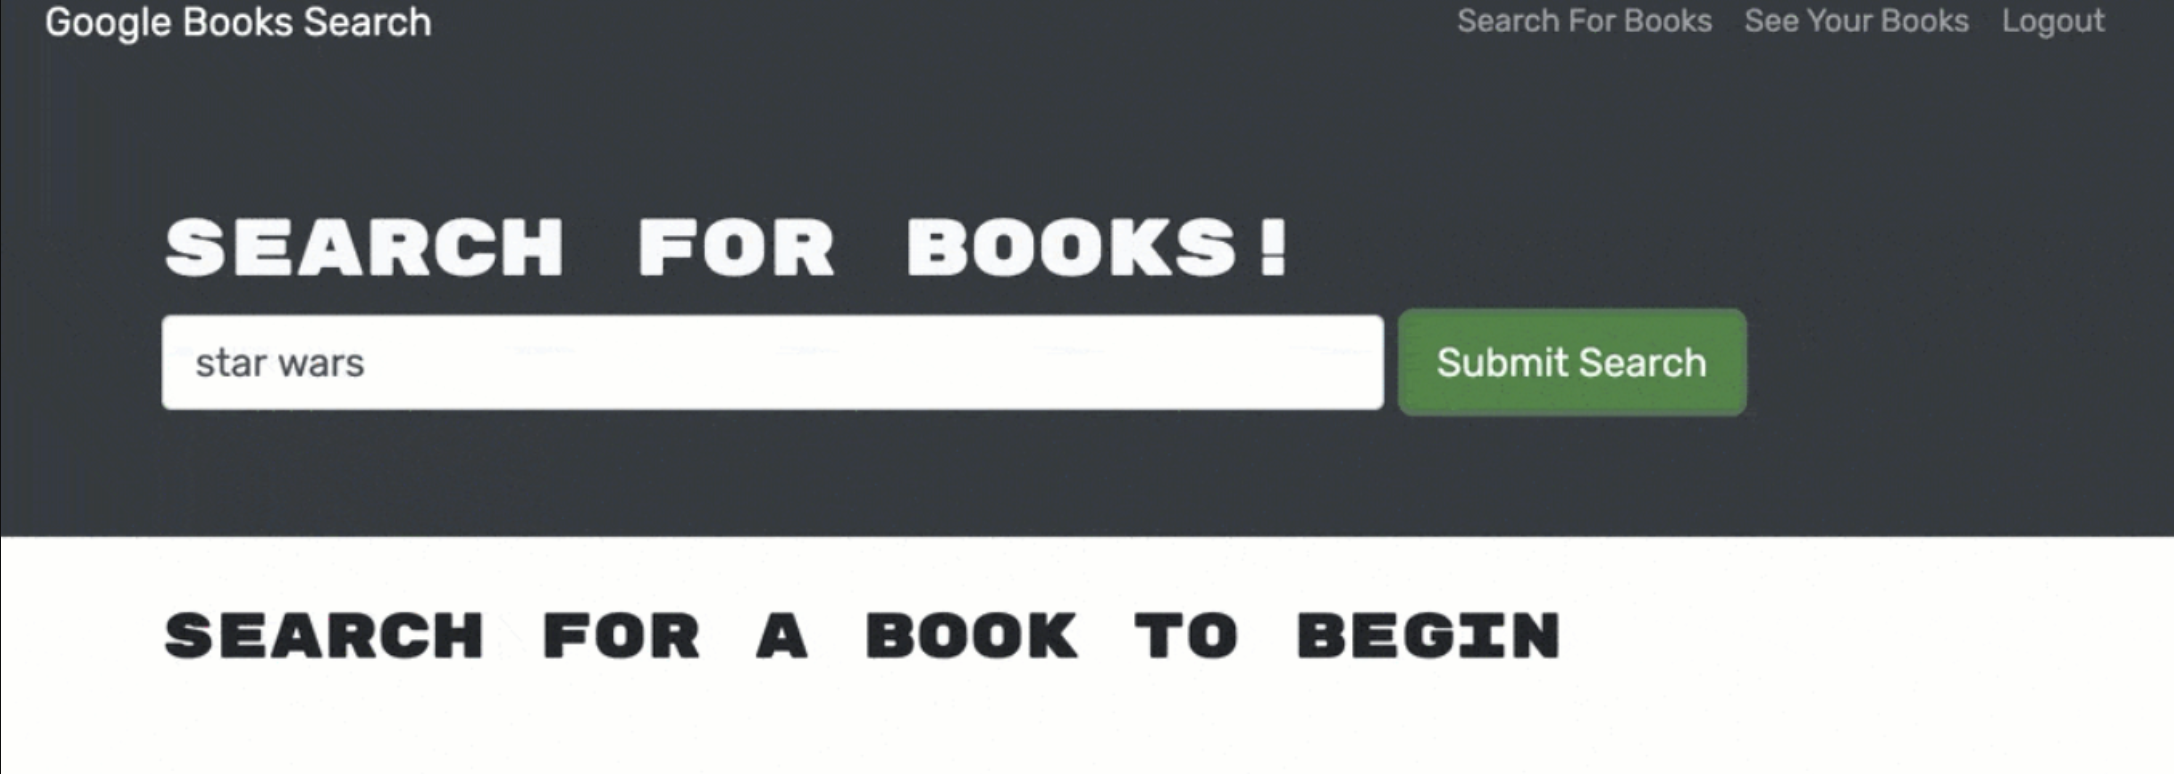 Google Books Search
Search For Books See Your Books Logout
SEARCH FOR BOOKS!
star wars
Submit Search
SEARCH FOR A BOOK TO BEGIN